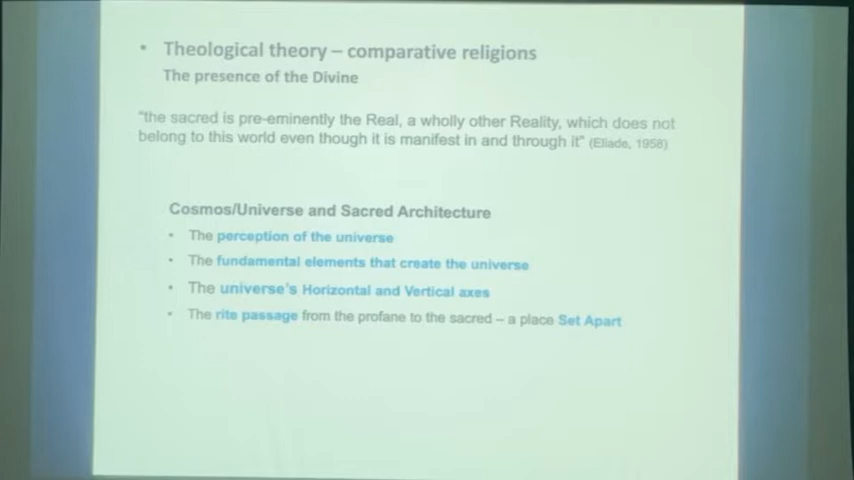 • Theological theory – comparative religions
The presence of the Divine
"the sacred is pre-eminently the Real, a wholly other Reality, which does not
belong to this world even though it is manifest in and through it" (Eliade, 1958)
Cosmos/Universe and Sacred Architecture
• The perception of the universe
• The fundamental elements that create the universe
• The universe's Horizontal and Vertical axes
• The rite passage from the profane to the sacred – a place Set Apart